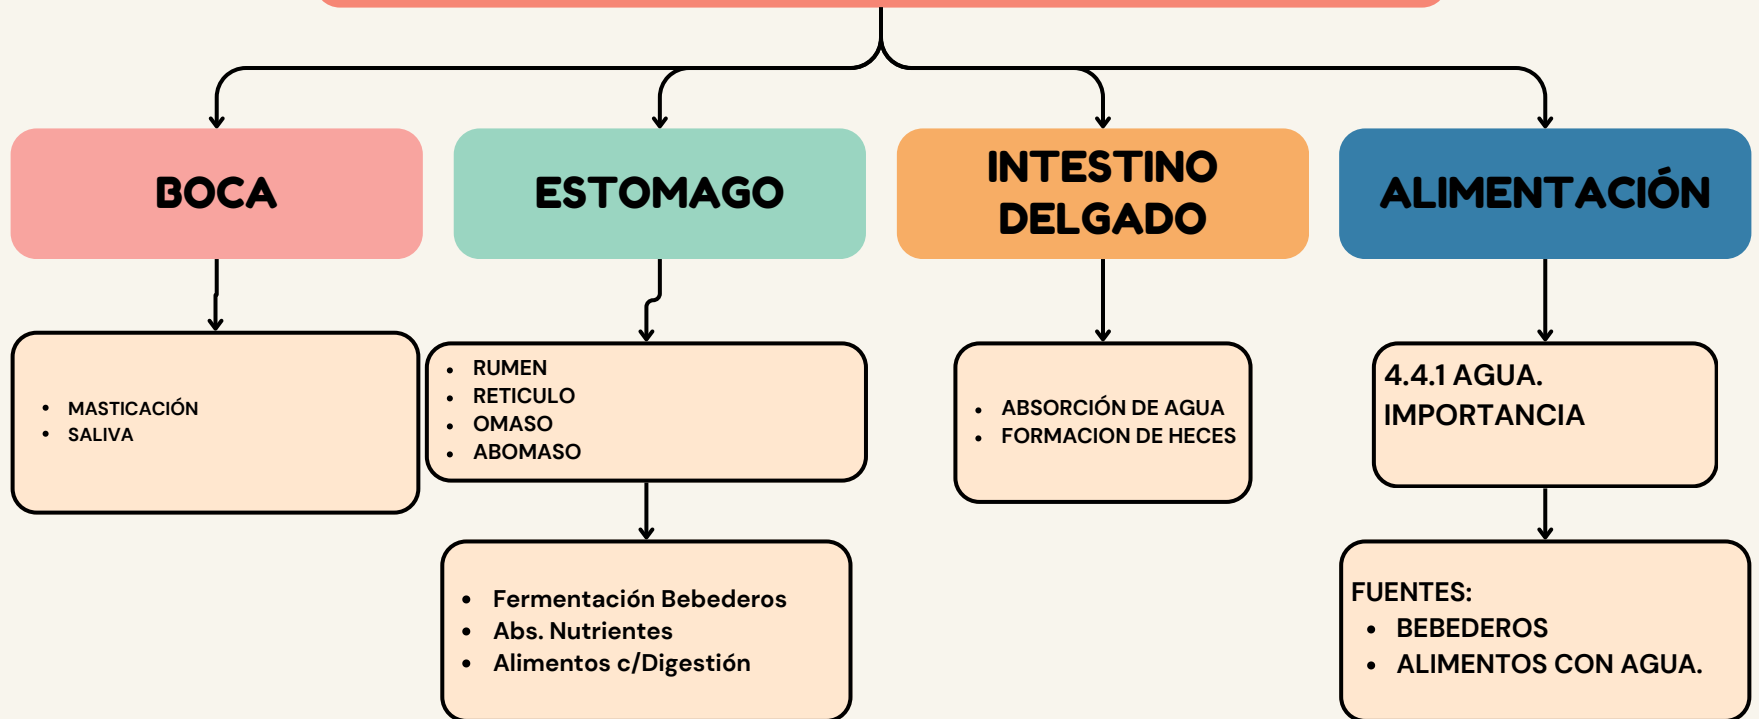 BOCA
ESTOMAGO
INTESTINO
DELGADO
ALIMENTACIÓN
• MASTICACIÓN
• SALIVA
• RUMEN
• RETICULO
• OMASO
• ABOMASO
• ABSORCIÓN DE AGUA
• FORMACION DE HECES
4.4.1 AGUA.
IMPORTANCIA
• Fermentación Bebederos
• Abs. Nutrientes
• Alimentos c/Digestión
FUENTES:
• BEBEDEROS
• ALIMENTOS CON AGUA.